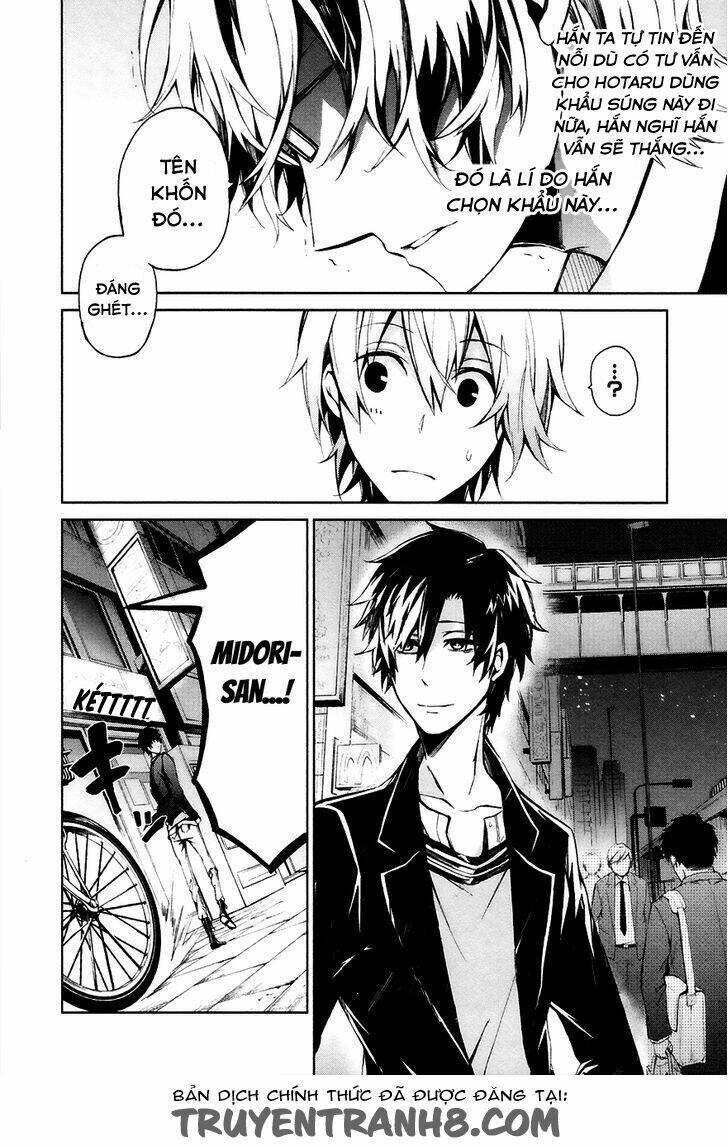 HẮN TA TỰ TIN ĐẾN
NỖI DÙ CÓ TƯ VẤN
CHO HOTARU DÙNG
KHẨU SÚNG NÀY ĐI
NỮA, HẮN NGHĨ HẮN
VẪN SẼ THẮNG...
ĐÓ LÀ LÍ DO HẮN
CHỌN KHẨU NÀY...
TÊN
KHỐN
ĐÓ...
ĐÁNG
GHÉT...
...?
MIDORI-
SAN...!
KÉTTTTT.
BẢN DỊCH CHÍNH THỨC ĐÃ ĐƯỢC ĐĂNG TẠI:
TRUYENTRANH8.COM